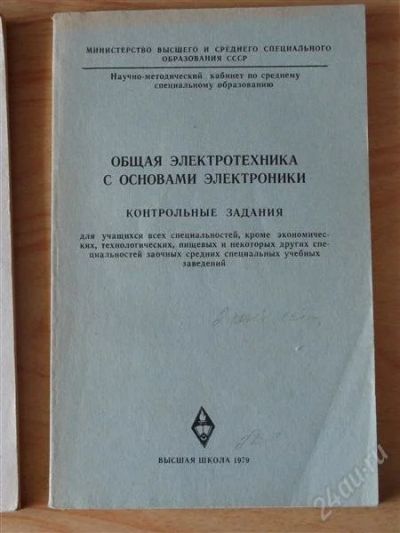 МИНИСТЕРСТВО ВЫСШЕГО И СРЕДНЕГО СПЕЦИАЛЬНОГО
ОБРАЗОВАНИЯ СССР
Научно-методический кабинет по среднему
специальному образованию
ОБЩАЯ ЭЛЕКТРОТЕХНИКА
С ОСНОВАМИ ЭЛЕКТРОНИКИ
КОНТРОЛЬНЫЕ ЗАДАНИЯ
для учащихся всех специальностей, кроме экономичес-
ких, технологических, пищевых и некоторых других спе-
циальностей заочных средних специальных учебных
заведений
ВЫСШАЯ ШКОЛА 1979
24au.ru